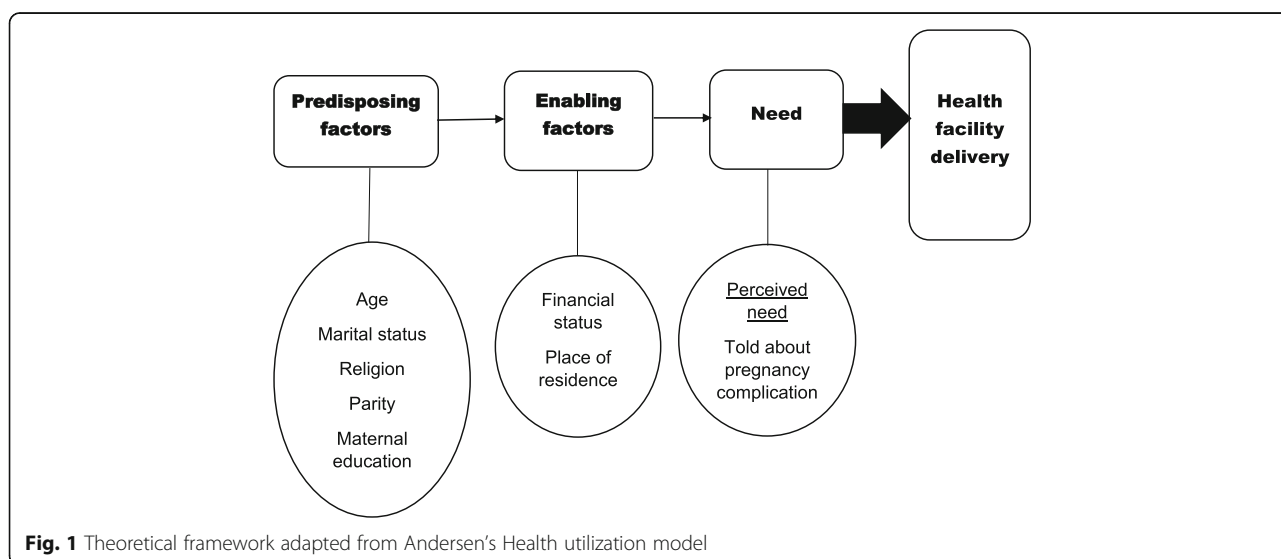 Predisposing
factors
Enabling
factors
Need
Health
facility
delivery
Age
Marital status
Religion
Parity
Maternal
education
Financial
status
Place of
residence
Perceived
need
Told about
pregnancy
complication
Fig. 1 Theoretical framework adapted from Andersen's Health utilization model